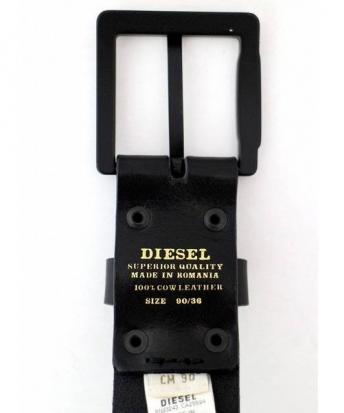 DIESEL
SUPERIOR QUALITY
MADE IN ROMANIA
100% COW LEATHER
SIZE 90/36
CM 90
DIESEL